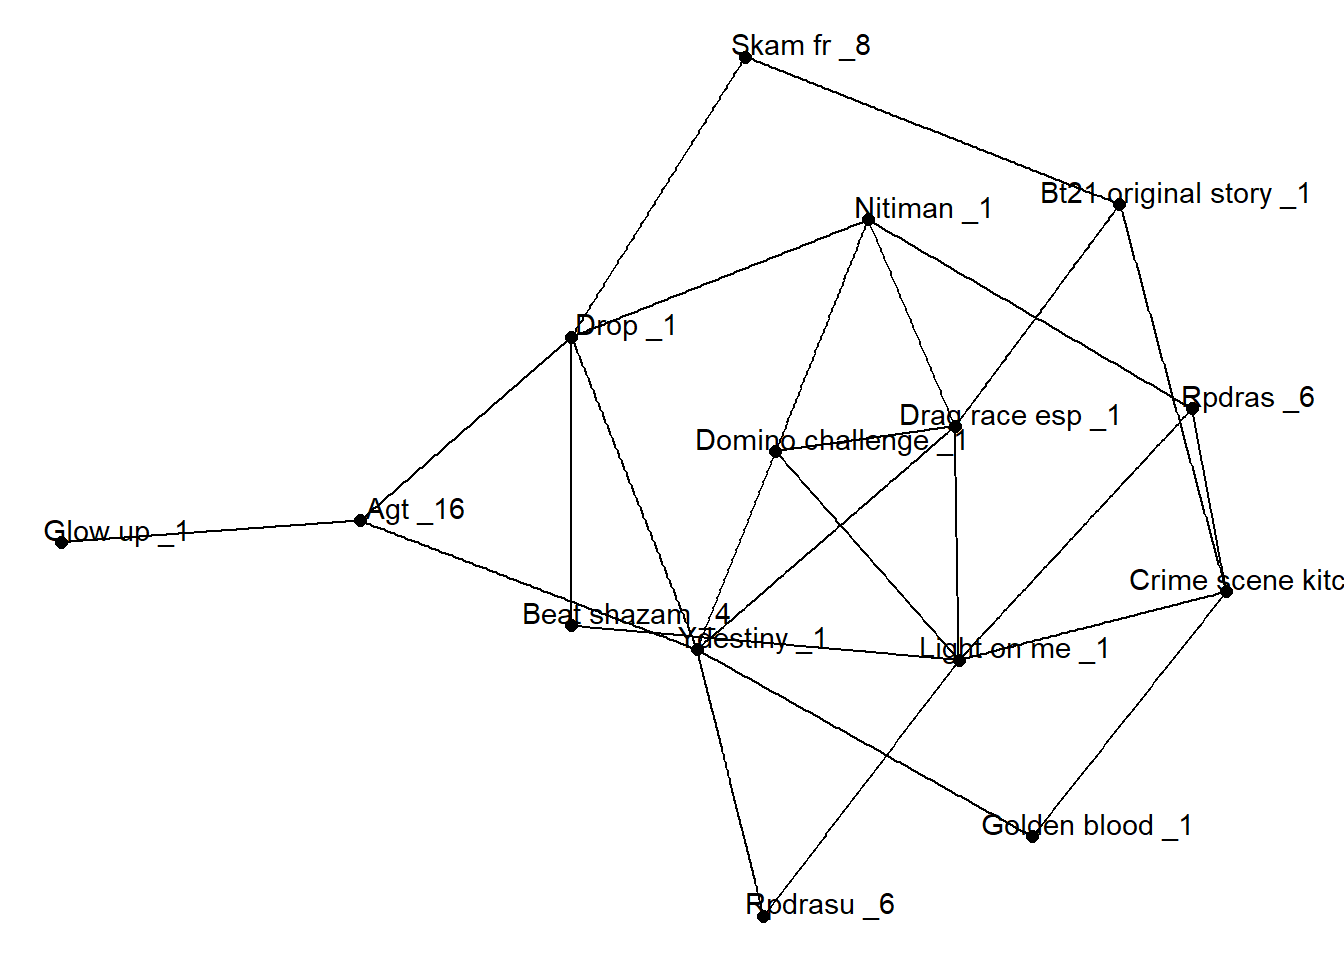 Skam fr _8
Bt21 original story _1
Nitiman _1
Drop _1
Rpdras _6
Drag race esp _1
Domino challenge _1
Agt _16
Glow up _1
Crime scene kitc
Beat shazam _4
Ydestiny _1
Light on me _1
Golden blood _1
Rpdrasu _6